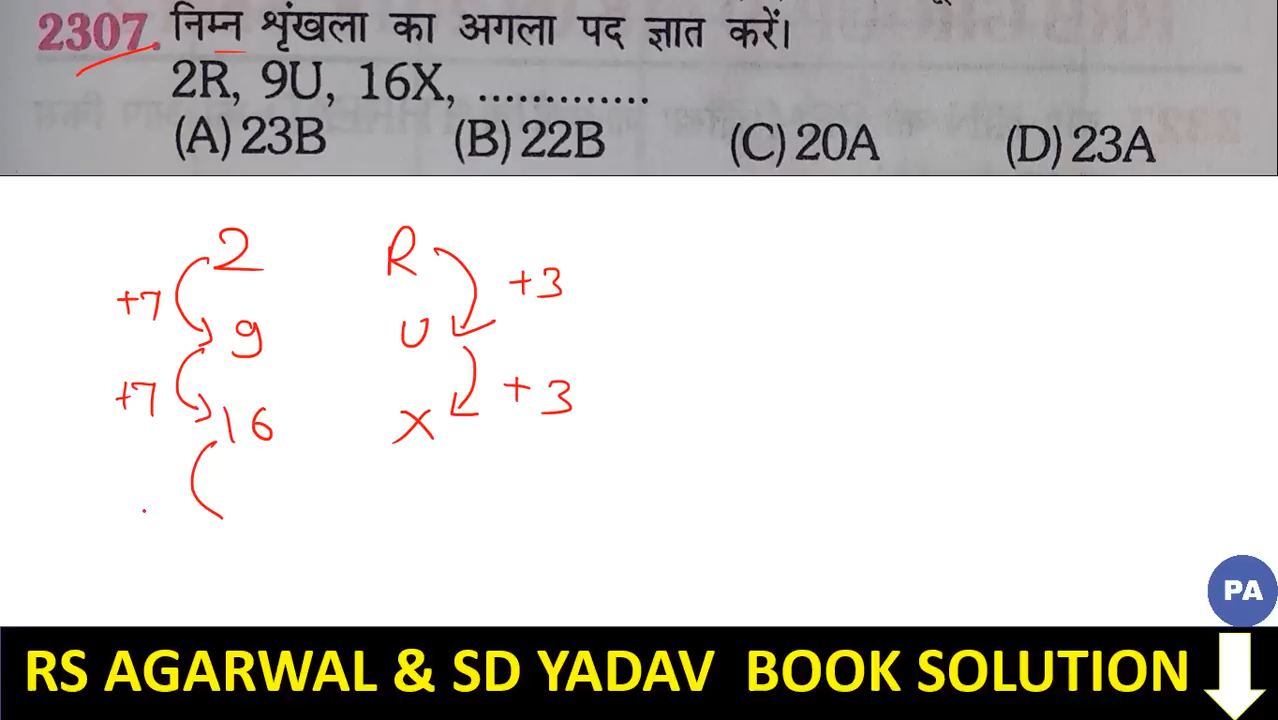 2307. निम्न श्रृंखला का अगला पद ज्ञात करें।
2R, 9U, 16X, .............
(A) 23B (B) 22B (C) 20A (D) 23A
2 R
+7 +3
9 U
+7 +3
16 X
PA
RS AGARWAL & SD YADAV BOOK SOLUTION